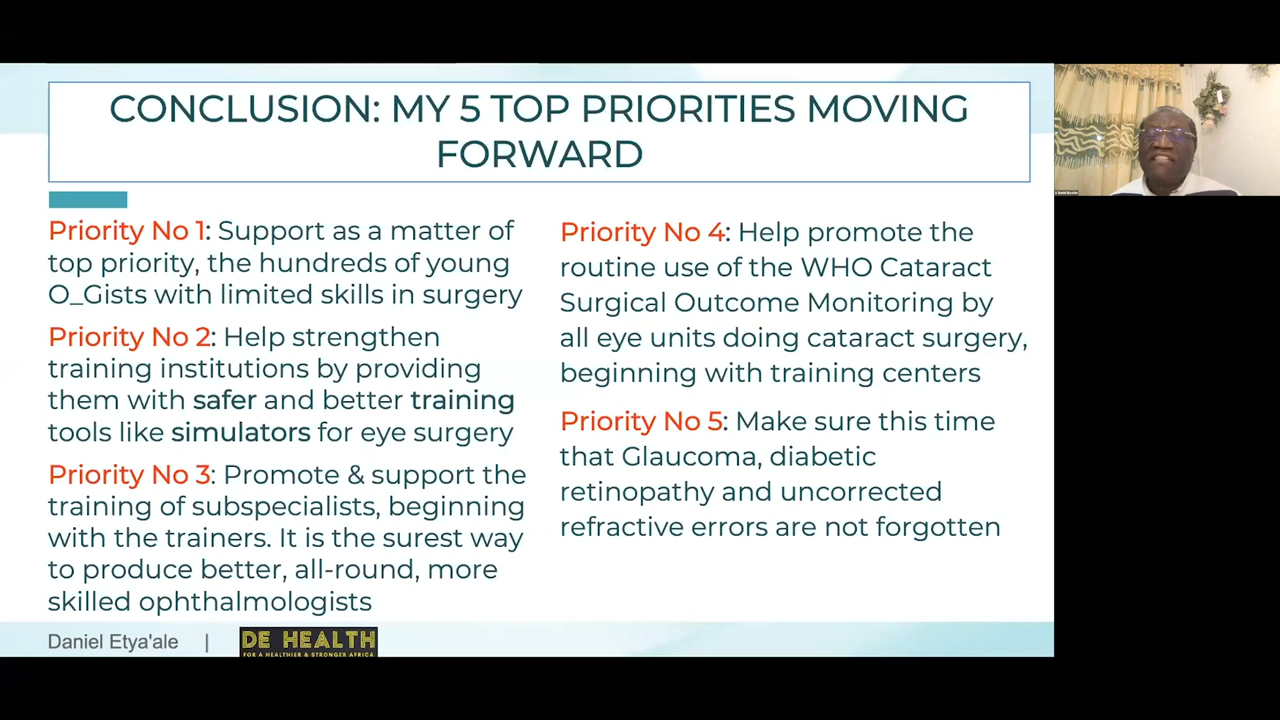 CONCLUSION: MY 5 TOP PRIORITIES MOVING
FORWARD
Priority No 1: Support as a matter of
top priority, the hundreds of young
O_Gists with limited skills in surgery
Priority No 2: Help strengthen
training institutions by providing
them with safer and better training
tools like simulators for eye surgery
Priority No 3: Promote & support the
training of subspecialists, beginning
with the trainers. It is the surest way
to produce better, all-round, more
skilled ophthalmologists
Priority No 4: Help promote the
routine use of the WHO Cataract
Surgical Outcome Monitoring by
all eye units doing cataract surgery,
beginning with training centers
Priority No 5: Make sure this time
that Glaucoma, diabetic
retinopathy and uncorrected
refractive errors are not forgotten
Daniel Etya'ale |
DE HEALTH
FOR A HEALTHIER & STRONGER AFRICA